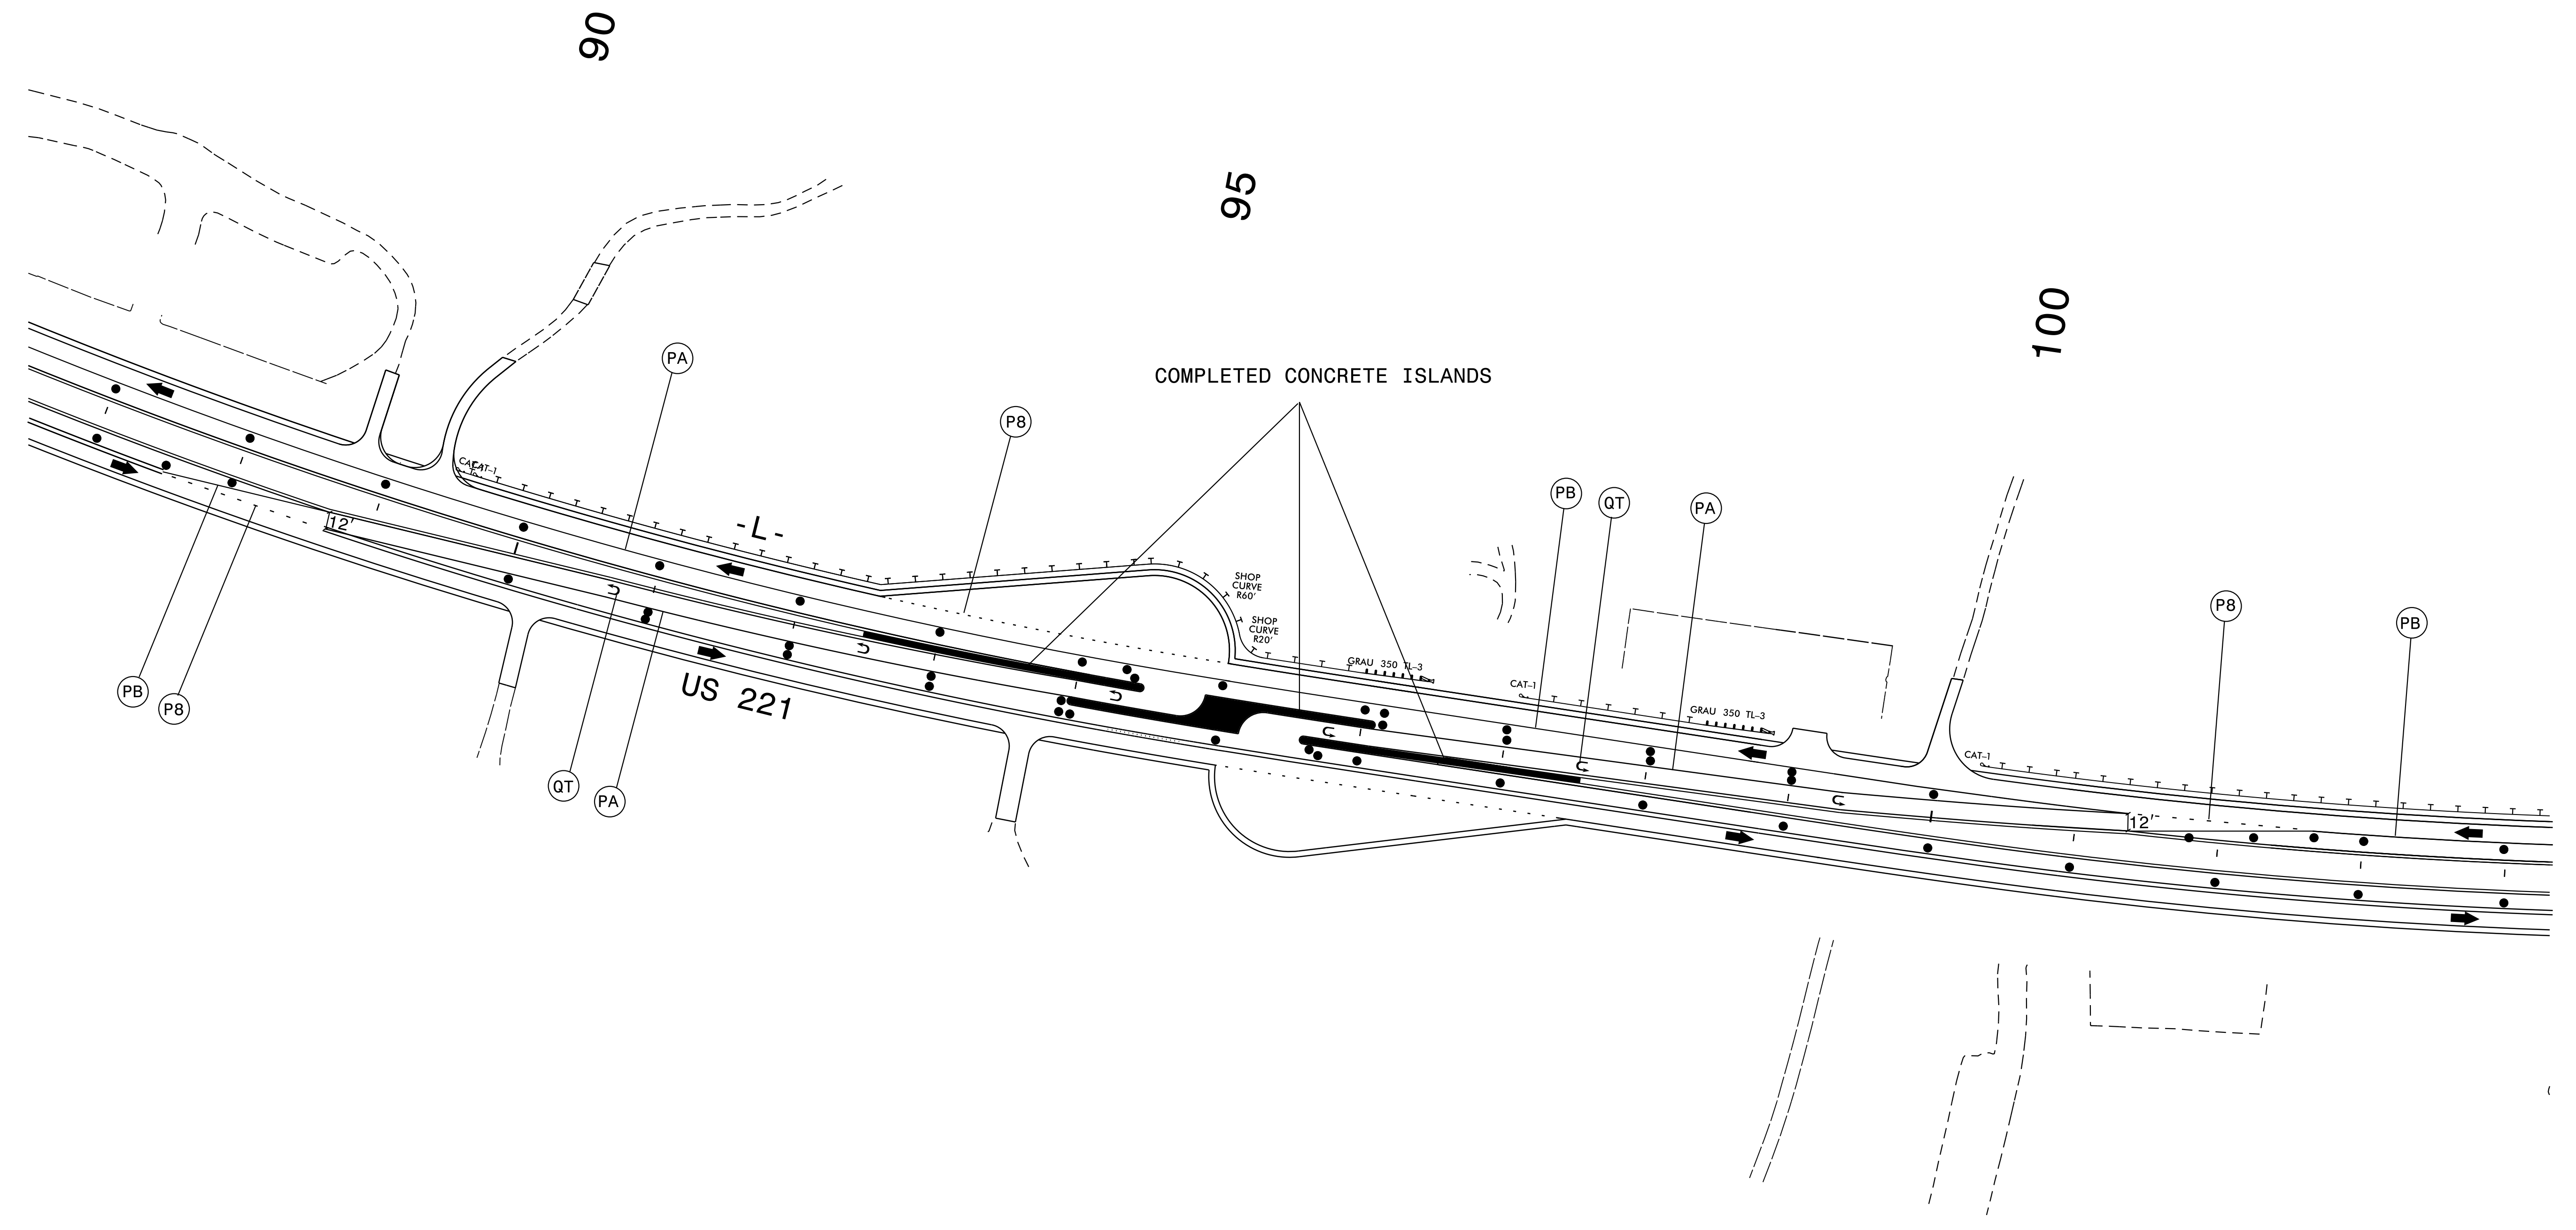 90
95
100
PA
COMPLETED CONCRETE ISLANDS
P8
CAT-1
CAT-1
PB
QT
PA
-L-
12'
SHOP
CURVE
R60'
SHOP
CURVE
R20'
P8
PB
GRAU 350 TL-3
CAT-1
GRAU 350 TL-3
PB
P8
US 221
CAT-1
QT
PA
12'